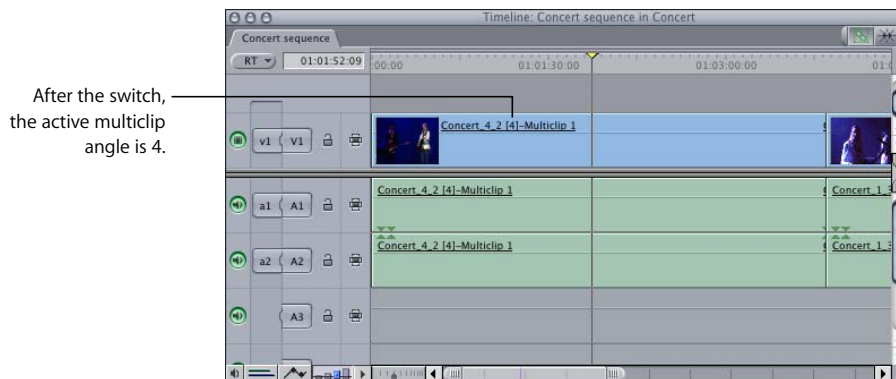 Timeline: Concert sequence in Concert
Concert sequence
RT 01:01:52:09
:00:00 01:01:30:00 01:03:00:00 01:0
After the switch,
the active multiclip
angle is 4.
v1 V1 Concert_4_2 [4]-Multiclip 1
a1 A1 Concert_4_2 [4]-Multiclip 1 Concert_1_3
a2 A2 Concert_4_2 [4]-Multiclip 1 Concert_1_3
A3